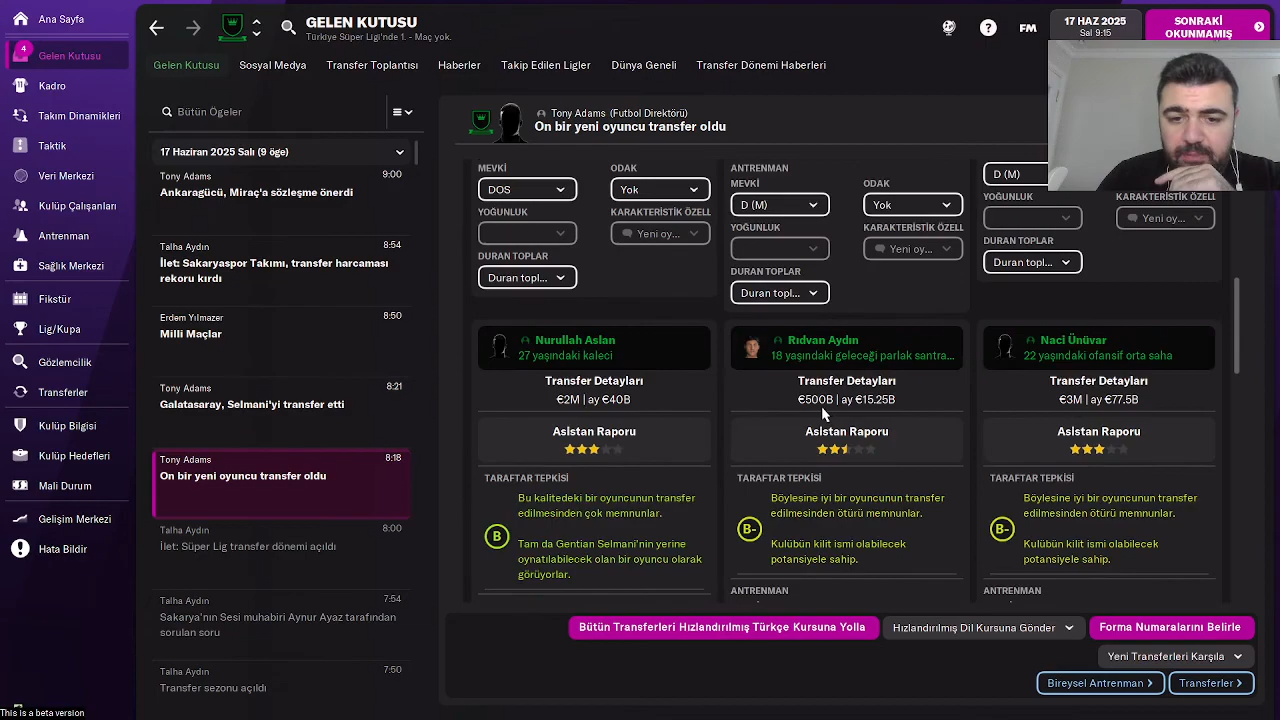 Ana Sayfa
4
Gelen Kutusu
Kadro
Takım Dinamikleri
Taktik
Veri Merkezi
Kulüp Çalışanları
Antrenman
Sağlık Merkezi
Fikstür
Lig/Kupa
Gözlemcilik
Transferler
Kulüp Bilgisi
Kulüp Hedefleri
Mali Durum
Gelişim Merkezi
Hata Bildir
This is a beta version
GELEN KUTUSU
Türkiye Süper Ligi'nde 1. - Maç yok.
FM
17 HAZ 2025
Sal 9:15
SONRAKİ
OKUNMAMIŞ
Gelen Kutusu
Sosyal Medya
Transfer Toplantısı
Haberler
Takip Edilen Ligler
Dünya Geneli
Transfer Dönemi Haberleri
Bütün Ögeler
17 Haziran 2025 Salı (9 öge)
Tony Adams 9:00
Ankaragücü, Miraç'a sözleşme önerdi
Talha Aydın 8:54
İlet: Sakaryaspor Takımı, transfer harcaması
rekoru kırdı
Erdem Yılmazer 8:50
Milli Maçlar
Tony Adams 8:21
Galatasaray, Selmani'yi transfer etti
Tony Adams 8:18
On bir yeni oyuncu transfer oldu
Talha Aydın 8:00
İlet: Süper Lig transfer dönemi açıldı
Talha Aydın 7:54
Sakarya'nın Sesi muhabiri Aynur Ayaz tarafından
sorulan soru
Talha Aydın 7:50
Transfer sezonu açıldı
Tony Adams (Futbol Direktörü)
On bir yeni oyuncu transfer oldu
MEVKİ
ODAK
DOS
Yok
YOĞUNLUK
KARAKTERİSTİK ÖZELL
Yeni oy...
DURAN TOPLAR
Duran topl...
ANTRENMAN
MEVKİ
ODAK
D (M)
Yok
YOĞUNLUK
KARAKTERİSTİK ÖZELL
Yeni oy...
DURAN TOPLAR
Duran topl...
D (M)
YOĞUNLUK
KARAKTERİSTİK ÖZELL
Yeni oy...
DURAN TOPLAR
Duran topl...
Nurullah Aslan
27 yaşındaki kaleci
Transfer Detayları
€2M | ay €40B
Asistan Raporu
TARAFTAR TEPKİSİ
B
Bu kalitedeki bir oyuncunun transfer
edilmesinden çok memnunlar.
Tam da Gentian Selmani'nin yerine
oynatılabilecek olan bir oyuncu olarak
görüyorlar.
Rıdvan Aydın
18 yaşındaki geleceği parlak santra...
Transfer Detayları
€500B | ay €15.25B
Asistan Raporu
TARAFTAR TEPKİSİ
B-
Böylesine iyi bir oyuncunun transfer
edilmesinden ötürü memnunlar.
Kulübün kilit ismi olabilecek
potansiyele sahip.
ANTRENMAN
Naci Ünüvar
22 yaşındaki ofansif orta saha
Transfer Detayları
€3M | ay €77.5B
Asistan Raporu
TARAFTAR TEPKİSİ
B-
Böylesine iyi bir oyuncunun transfer
edilmesinden ötürü memnunlar.
Kulübün kilit ismi olabilecek
potansiyele sahip.
ANTRENMAN
Bütün Transferleri Hızlandırılmış Türkçe Kursuna Yolla
Hızlandırılmış Dil Kursuna Gönder
Forma Numaralarını Belirle
Yeni Transferleri Karşıla
Bireysel Antrenman
Transferler